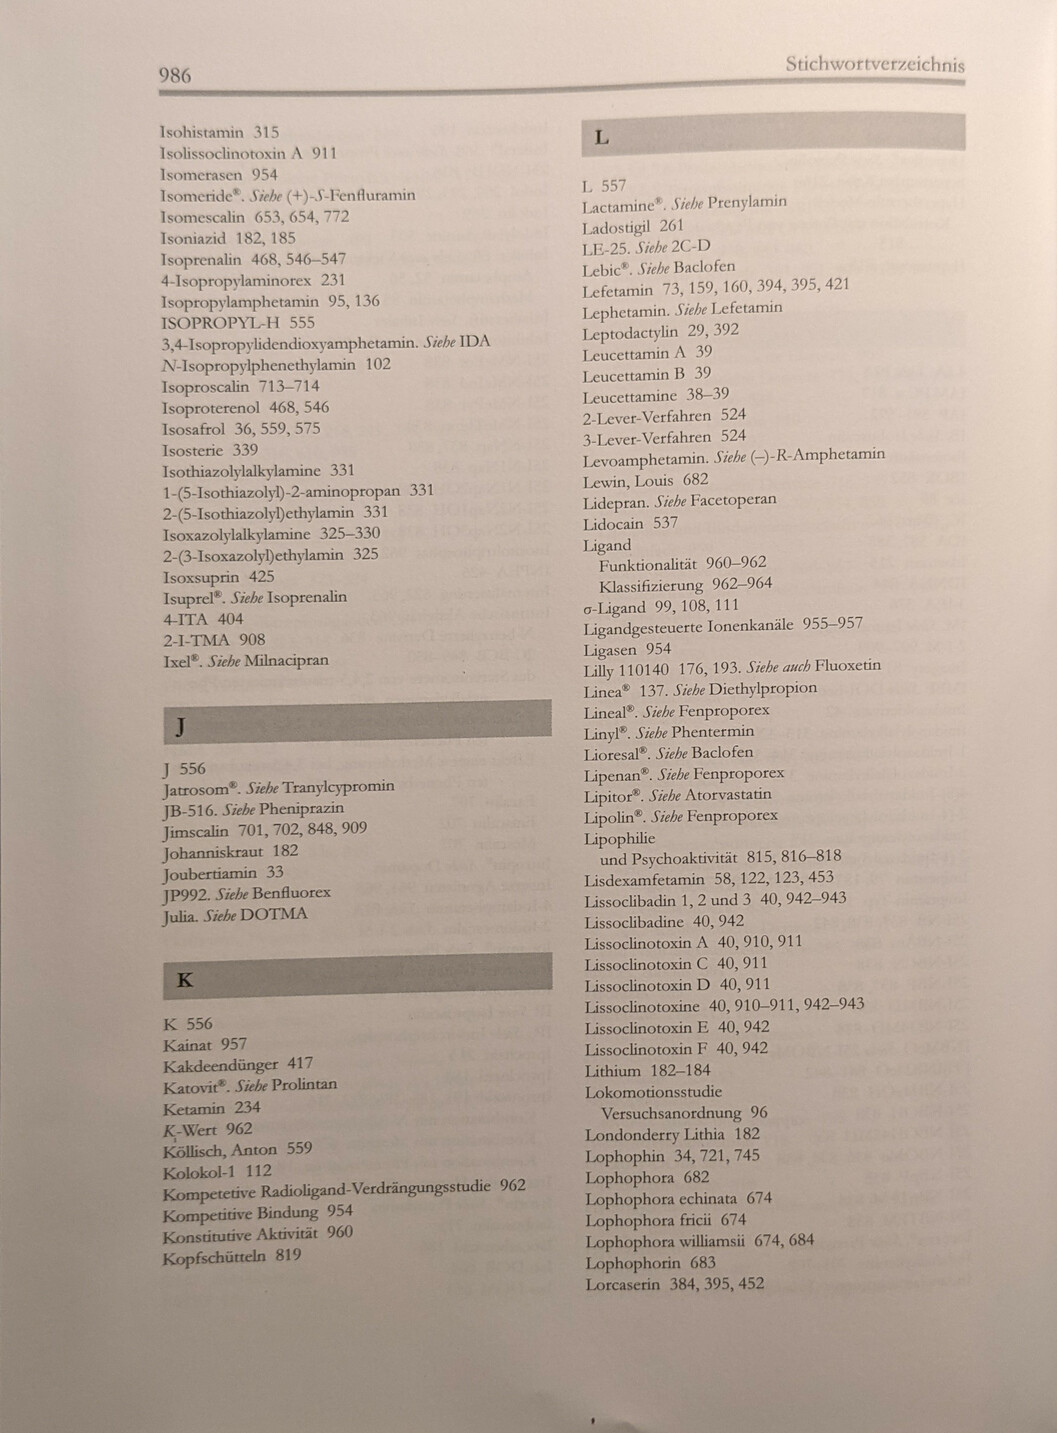 986
Stichwortverzeichnis
Isohistamin 315
Isolissoclinotoxin A 911
Isomerasen 954
Isomeride®. Siehe (+)-S-Fenfluramin
Isomescalin 653, 654, 772
Isoniazid 182, 185
Isoprenalin 468, 546–547
4-Isopropylaminorex 231
Isopropylamphetamin 95, 136
ISOPROPYL-H 555
3,4-Isopropylidendioxyamphetamin. Siehe IDA
N-Isopropylphenethylamin 102
Isoproscalin 713–714
Isoproterenol 468, 546
Isosafrol 36, 559, 575
Isosterie 339
Isothiazolylalkylamine 331
1-(5-Isothiazolyl)-2-aminopropan 331
2-(5-Isothiazolyl)ethylamin 331
Isoxazolylalkylamine 325–330
2-(3-Isoxazolyl)ethylamin 325
Isoxsuprin 425
Isuprel®. Siehe Isoprenalin
4-ITA 404
2-I-TMA 908
Ixel®. Siehe Milnacipran
J
J 556
Jatrosom®. Siehe Tranylcypromin
JB-516. Siehe Pheniprazin
Jimscalin 701, 702, 848, 909
Johanniskraut 182
Joubertiamin 33
JP992. Siehe Benfluorex
Julia. Siehe DOTMA
K
K 556
Kainat 957
Kakdeendünger 417
Katovit®. Siehe Prolintan
Ketamin 234
Ki-Wert 962
Köllisch, Anton 559
Kolokol-1 112
Kompetetive Radioligand-Verdrängungsstudie 962
Kompetitive Bindung 954
Konstitutive Aktivität 960
Kopfschütteln 819
L
L 557
Lactamine®. Siehe Prenylamin
Ladostigil 261
LE-25. Siehe 2C-D
Lebic®. Siehe Baclofen
Lefetamin 73, 159, 160, 394, 395, 421
Lephetamin. Siehe Lefetamin
Leptodactylin 29, 392
Leucettamin A 39
Leucettamin B 39
Leucettamine 38–39
2-Lever-Verfahren 524
3-Lever-Verfahren 524
Levoamphetamin. Siehe (–)-R-Amphetamin
Lewin, Louis 682
Lidepran. Siehe Facetoperan
Lidocain 537
Ligand
Funktionalität 960–962
Klassifizierung 962–964
σ-Ligand 99, 108, 111
Ligandgesteuerte Ionenkanäle 955–957
Ligasen 954
Lilly 110140 176, 193. Siehe auch Fluoxetin
Linea® 137. Siehe Diethylpropion
Lineal®. Siehe Fenproporex
Linyl®. Siehe Phentermin
Lioresal®. Siehe Baclofen
Lipenan®. Siehe Fenproporex
Lipitor®. Siehe Atorvastatin
Lipolin®. Siehe Fenproporex
Lipophilie
und Psychoaktivität 815, 816–818
Lisdexamfetamin 58, 122, 123, 453
Lissoclibadin 1, 2 und 3 40, 942–943
Lissoclibadine 40, 942
Lissoclinotoxin A 40, 910, 911
Lissoclinotoxin C 40, 911
Lissoclinotoxin D 40, 911
Lissoclinotoxine 40, 910–911, 942–943
Lissoclinotoxin E 40, 942
Lissoclinotoxin F 40, 942
Lithium 182–184
Lokomotionsstudie
Versuchsanordnung 96
Londonderry Lithia 182
Lophophin 34, 721, 745
Lophophora 682
Lophophora echinata 674
Lophophora fricii 674
Lophophora williamsii 674, 684
Lophophorin 683
Lorcaserin 384, 395, 452